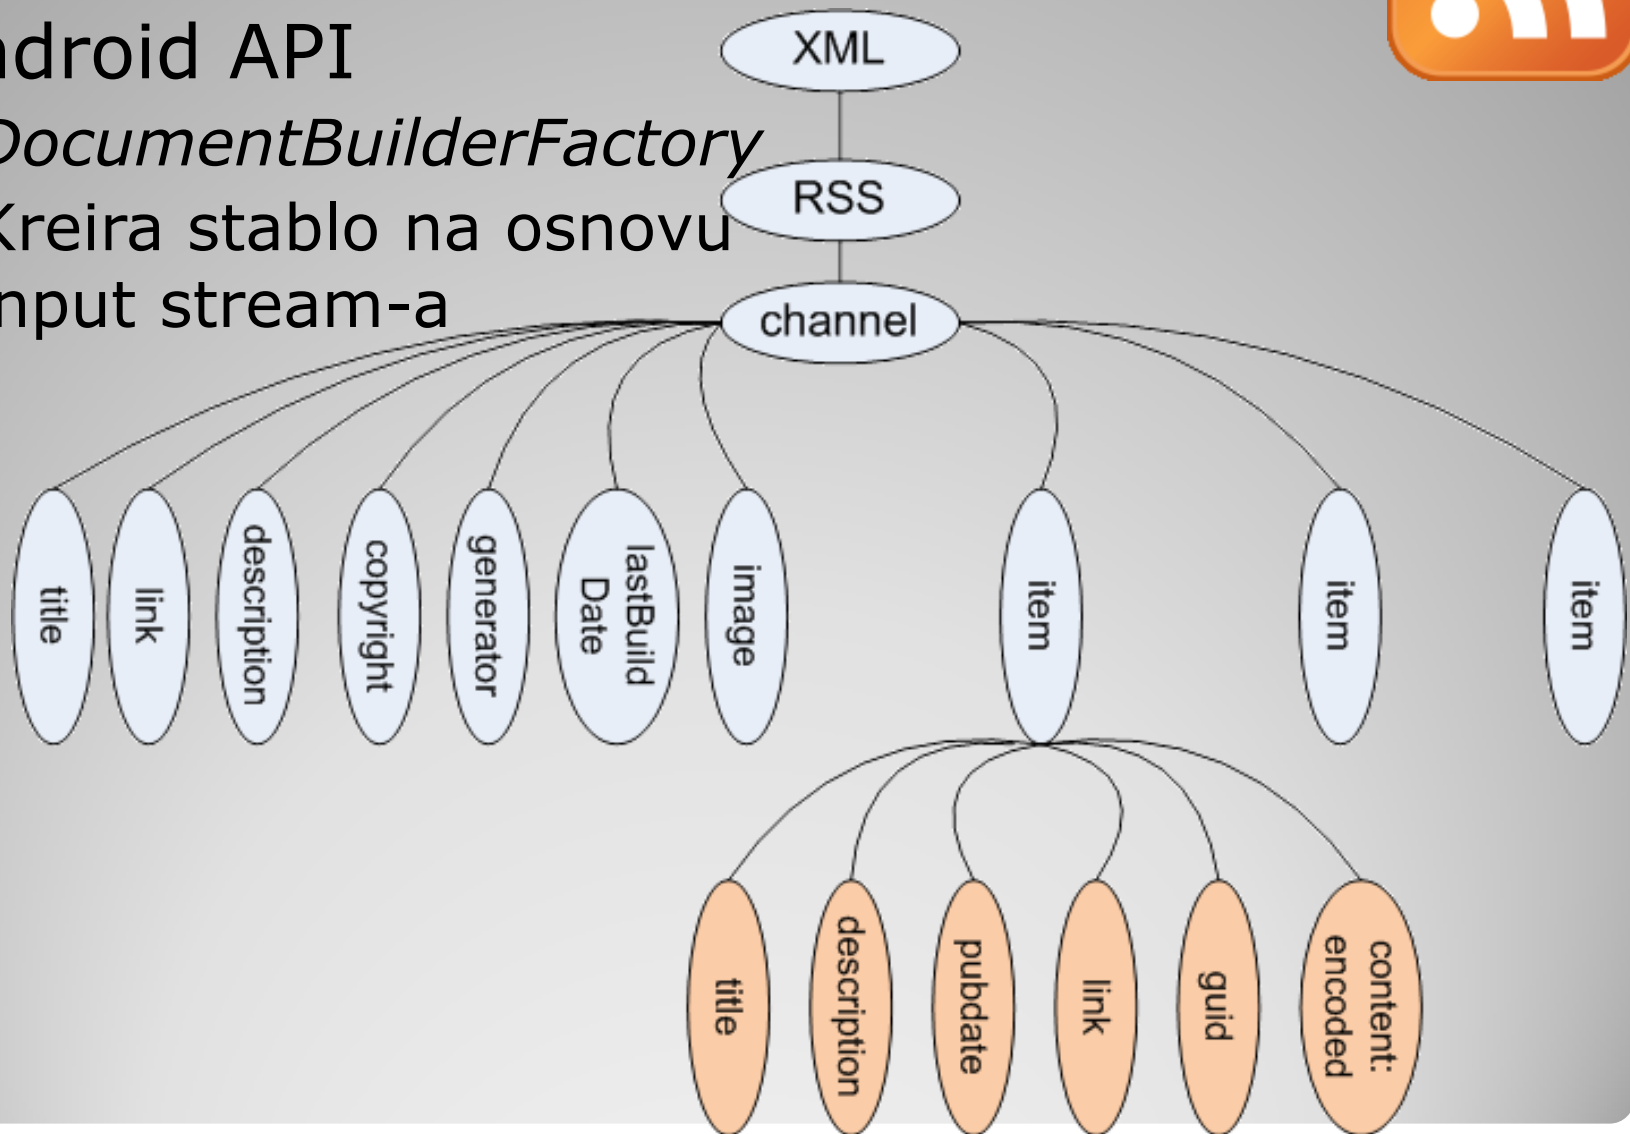 ndroid API
DocumentBuilderFactory
Kreira stablo na osnovu
nput stream-a
XML
RSS
channel
title
link
description
copyright
generator
lastBuild
Date
image
item
item
item
title
description
pubdate
link
guid
content:
encoded